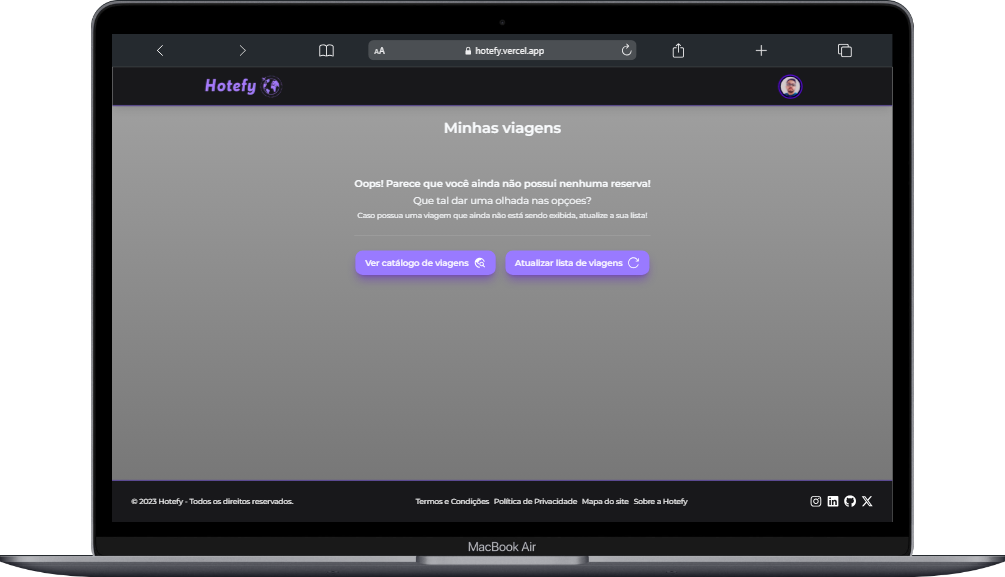 AA hotefy.vercel.app
Hotefy
Minhas viagens
Oops! Parece que você ainda não possui nenhuma reserva!
Que tal dar uma olhada nas opçoes?
Caso possua uma viagem que ainda não está sendo exibida, atualize a sua lista!
Ver catálogo de viagens Atualizar lista de viagens
© 2023 Hotefy - Todos os direitos reservados. Termos e Condições Política de Privacidade Mapa do site Sobre a Hotefy
MacBook Air